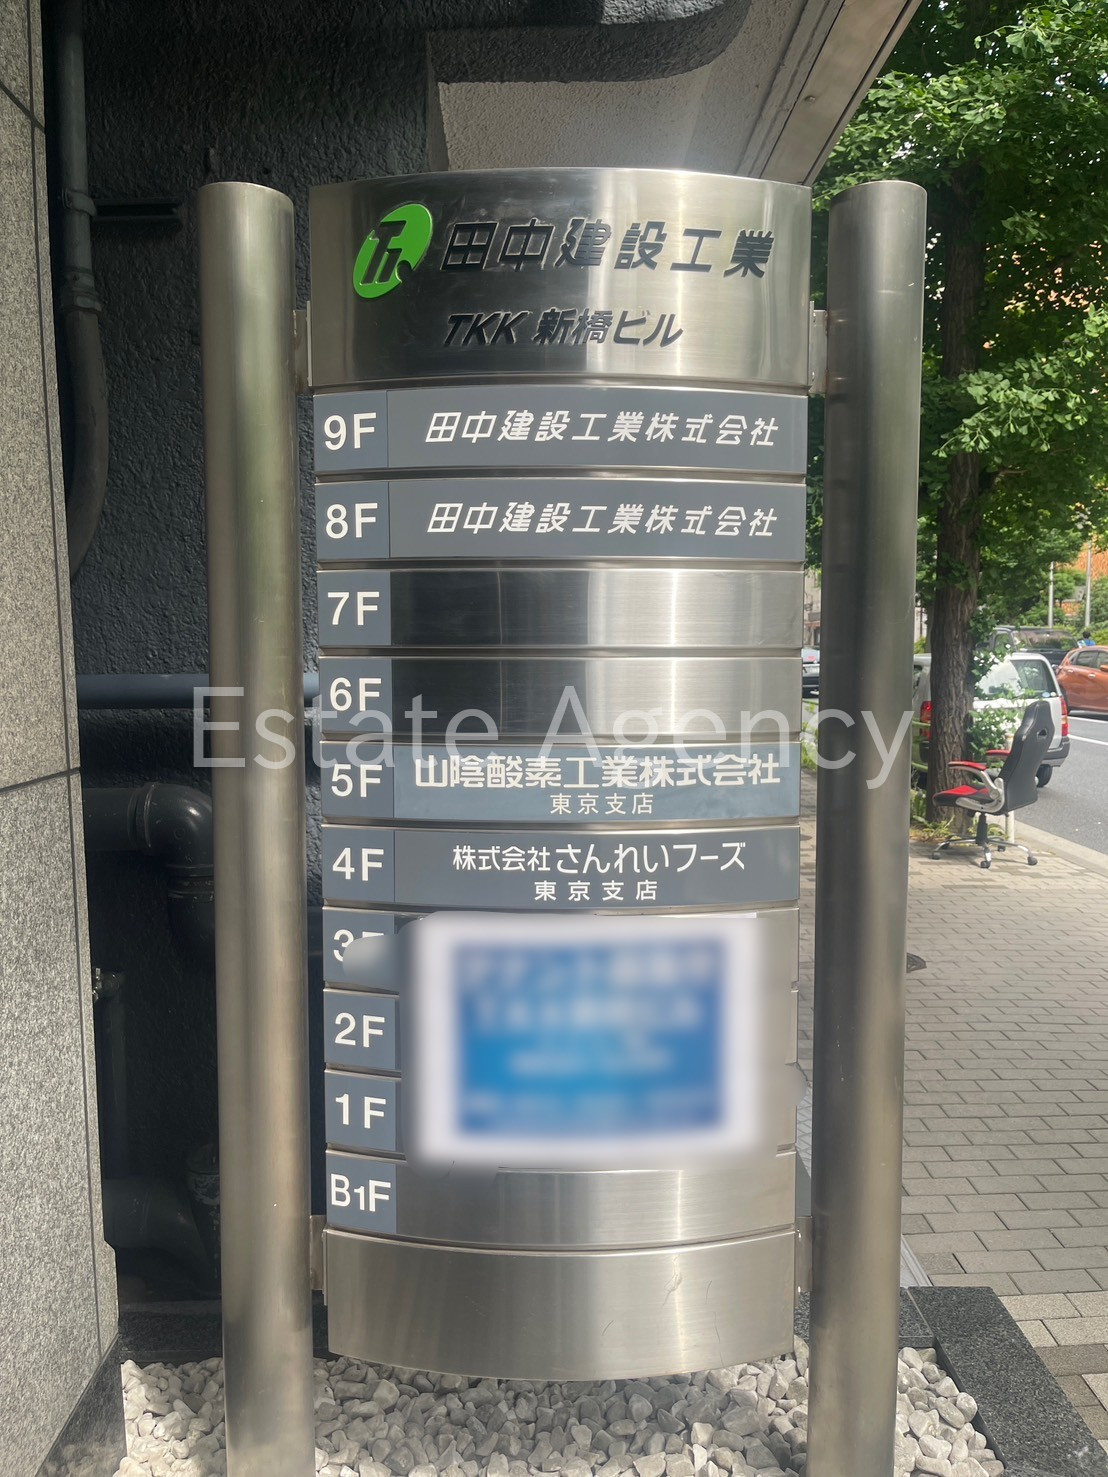 田中建設工業
TKK 新橋ビル
9F 田中建設工業株式会社
8F 田中建設工業株式会社
7F
6F
Estate Agency
5F 山陰酸素工業株式会社
東京支店
4F 株式会社さんれいフーズ
東京支店
2F
1F
B1F